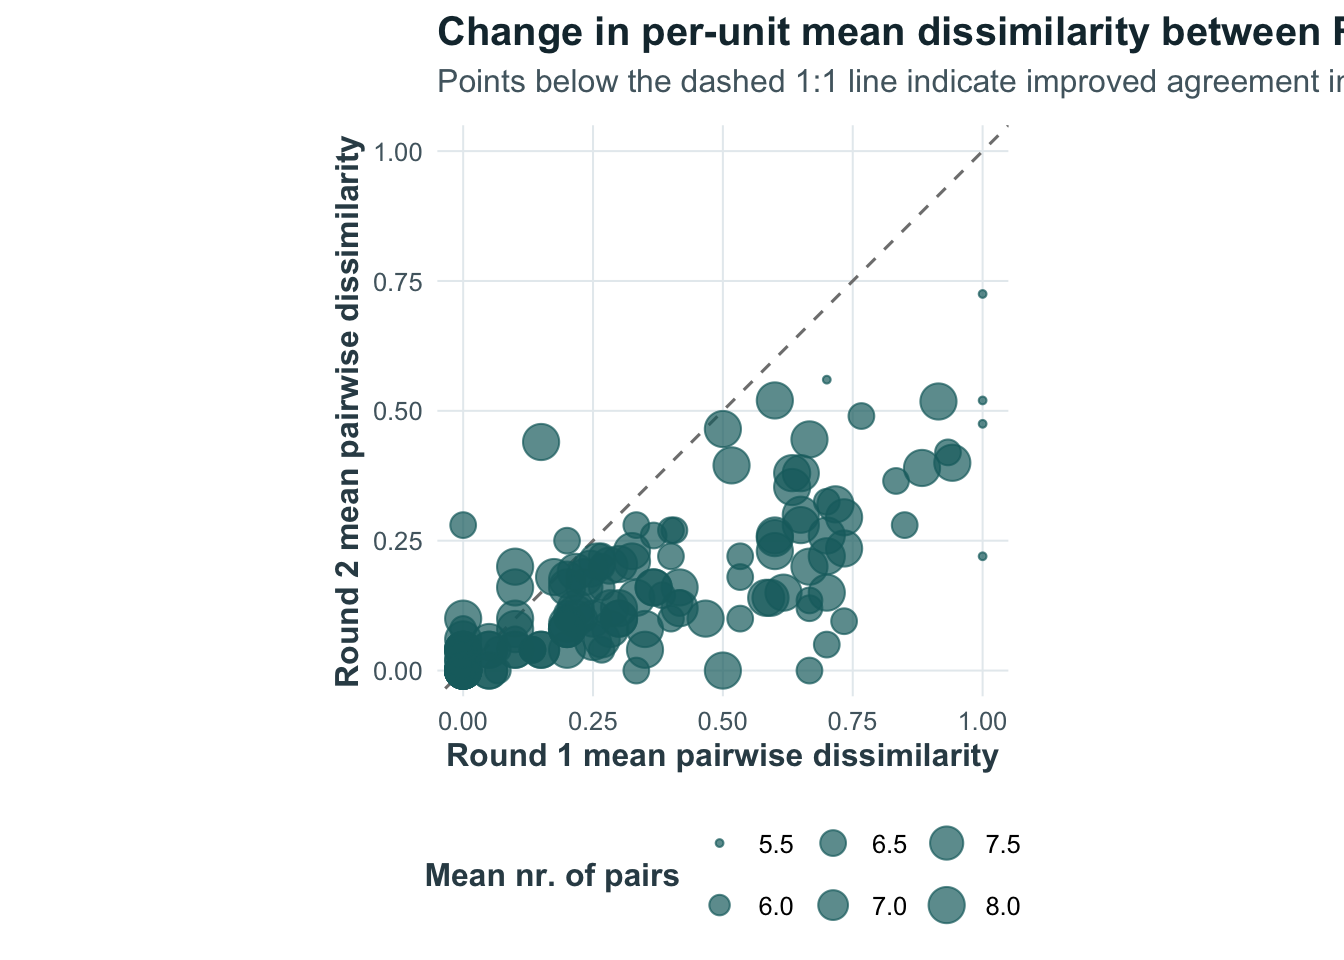 Change in per-unit mean dissimilarity between
Points below the dashed 1:1 line indicate improved agreement
Round 2 mean pairwise dissimilarity
1.00
0.75
0.50
0.25
0.00
0.00 0.25 0.50 0.75 1.00
Round 1 mean pairwise dissimilarity
Mean nr. of pairs
5.5 6.5 7.5
6.0 7.0 8.0